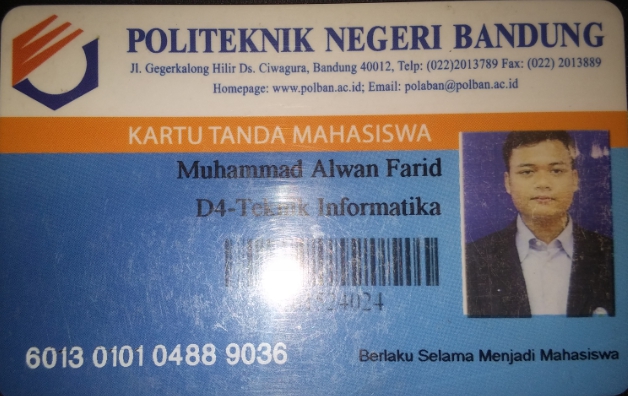 POLITEKNIK NEGERI BANDUNG
Jl. Gegerkalong Hilir Ds. Ciwagura, Bandung 40012, Telp: (022)2013789 Fax: (022) 2013889
Homepage: www.polban.ac.id; Email: polaban@polban.ac.id
KARTU TANDA MAHASISWA
Muhammad Alwan Farid
D4-Teknik Informatika
6013 0101 0488 9036
Berlaku Selama Menjadi Mahasiswa